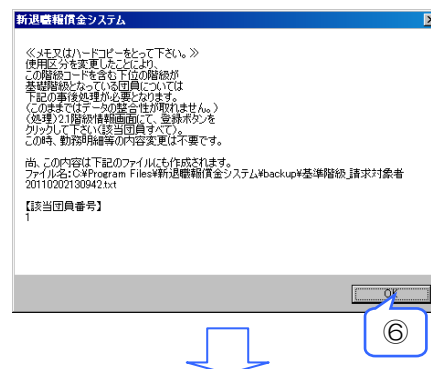 新退職報償金システム
≪メモ又はハードコピーをとって下さい。≫
使用区分を変更したことにより、
この階級コードを含む下位の階級が
基礎階級となっている団員については
下記の事後処理が必要となります。
(このままではデータの整合性が取れません。)
(処理)2.1階級情報画面にて、登録ボタンを
クリックして下さい(該当団員すべて)。
この時、勤務明細等の内容変更は不要です。
尚、この内容は下記のファイルにも作成されます。
ファイル名:C:¥Program Files¥新退職報償金システム¥backup¥基準階級_請求対象者
20110202130942.txt
【該当団員番号】
1
OK
⑥